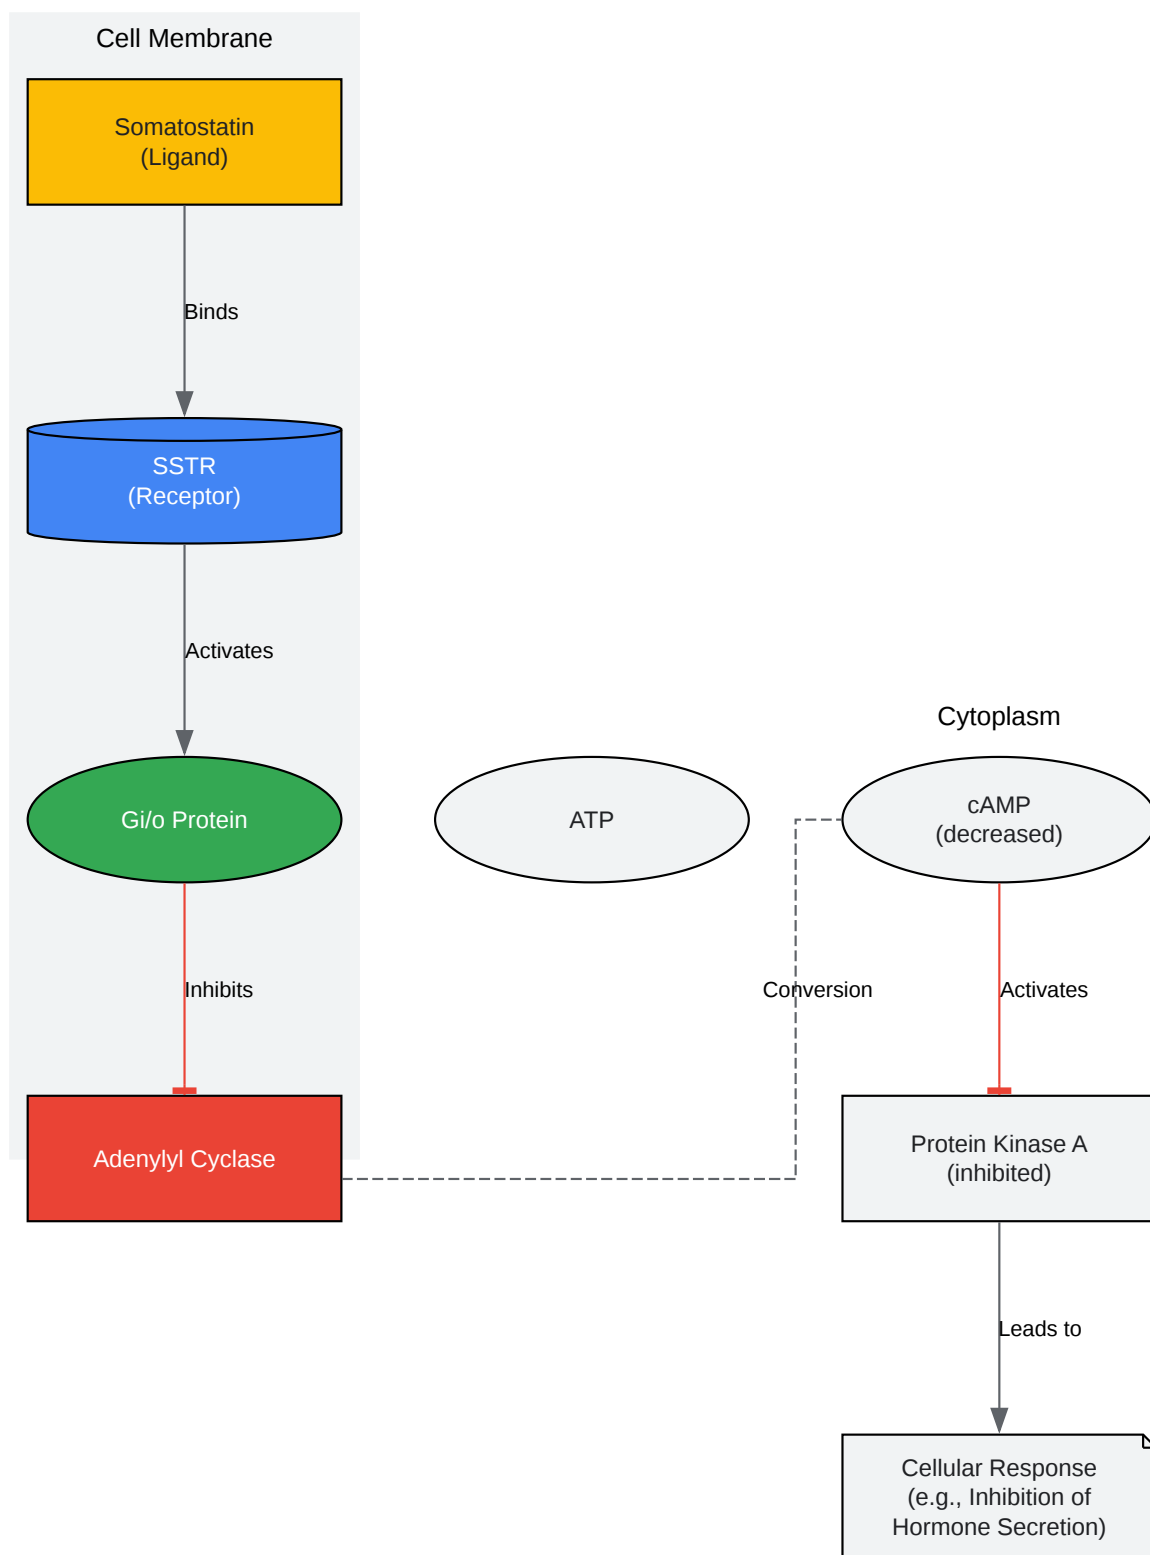 Cell Membrane
Somatostatin
(Ligand)
Binds
SSTR
(Receptor)
Activates
Gi/o Protein
Inhibits
Adenylyl Cyclase
ATP
Conversion
Cytoplasm
cAMP
(decreased)
Activates
Protein Kinase A
(inhibited)
Leads to
Cellular Response
(e.g., Inhibition of
Hormone Secretion)